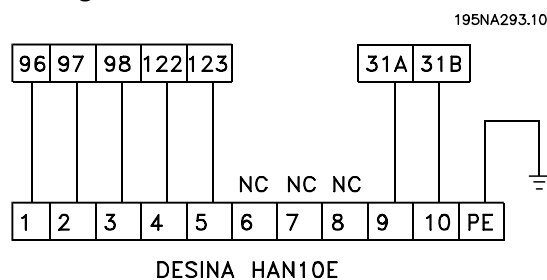 195NA293.10
96 97 98 122 123 31A 31B
NC NC NC
1 2 3 4 5 6 7 8 9 10 PE
DESINA HAN10E